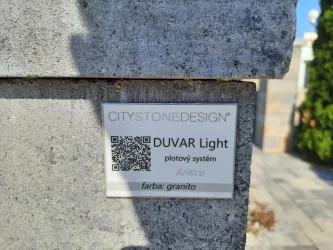 CITYSTONEDESIGN®
DUVAR Light
plotový systém
Antico
farba: granito